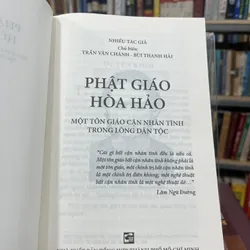 NHIỀU TÁC GIẢ
Chủ biên:
TRẦN VĂN CHÁNH - BÙI THANH HẢI
PHẬT GIÁO
HÒA HẢO
MỘT TÔN GIÁO CẬN NHÂN TÌNH
TRONG LÒNG DÂN TỘC
"Cái gì bất cận nhân tình đều là xấu cả.
Một tôn giáo bất cận nhân tình không phải là
một tôn giáo, một chính trị bất cận nhân tình là
một chính trị điên khùng, một nghệ thuật
bất cận nhân tình là một nghệ thuật dở..."
Lâm Ngữ Đường